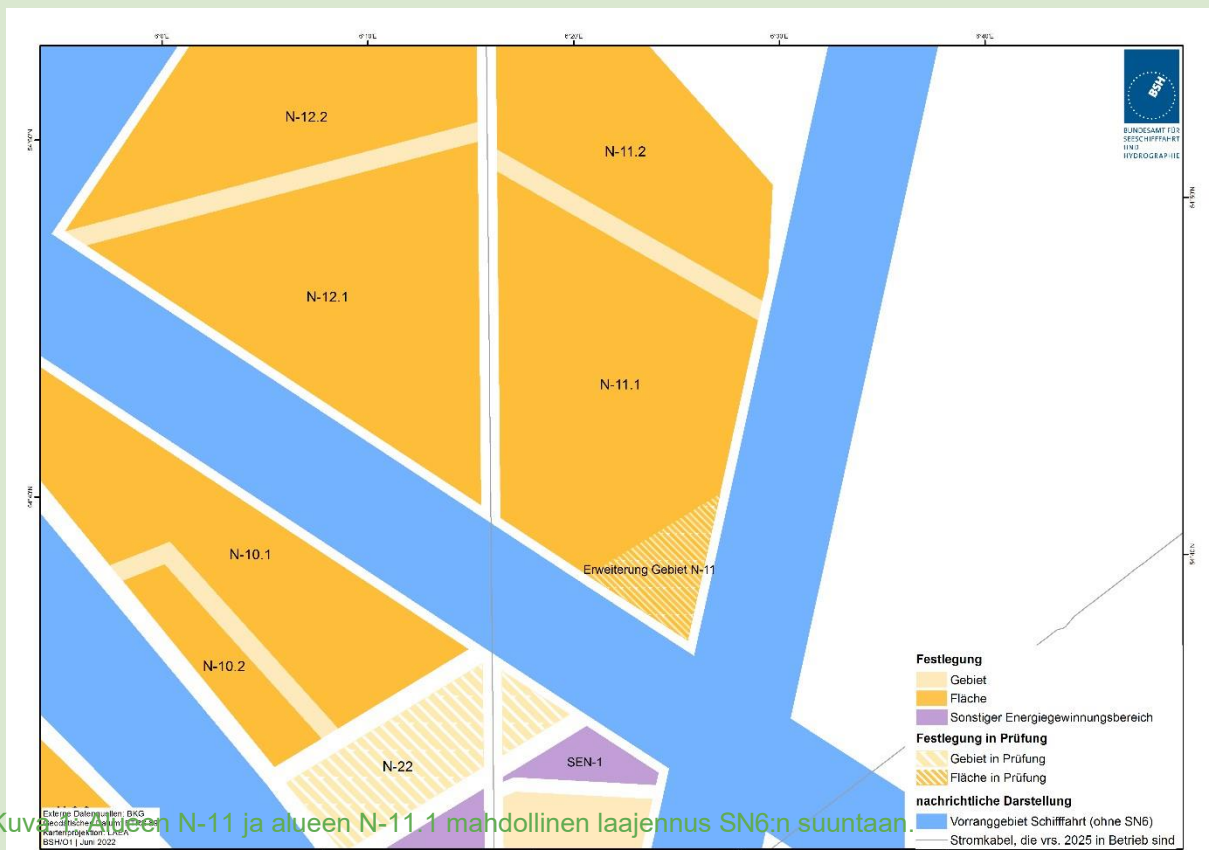 N-12.2
N-11.2
N-12.1
N-11.1
N-10.1
Erweiterung Gebiet N-11
N-10.2
N-22
SEN-1
BSH
BUNDESAMT FÜR
SEESCHIFFFAHRT
UND
HYDROGRAPHIE
Festlegung
Gebiet
Fläche
Sonstiger Energiegewinnungsbereich
Festlegung in Prüfung
Gebiet in Prüfung
Fläche in Prüfung
nachrichtliche Darstellung
Vorranggebiet Schifffahrt (ohne SN6)
Stromkabel, die vrs. 2025 in Betrieb sind
Externe Datenquellen: BKG
Kartenprojektion: LAEA
BSH/O1 | Juni 2022
Alueen N-11 ja alueen N-11.1 mahdollinen laajennus SN6:n suuntaan.